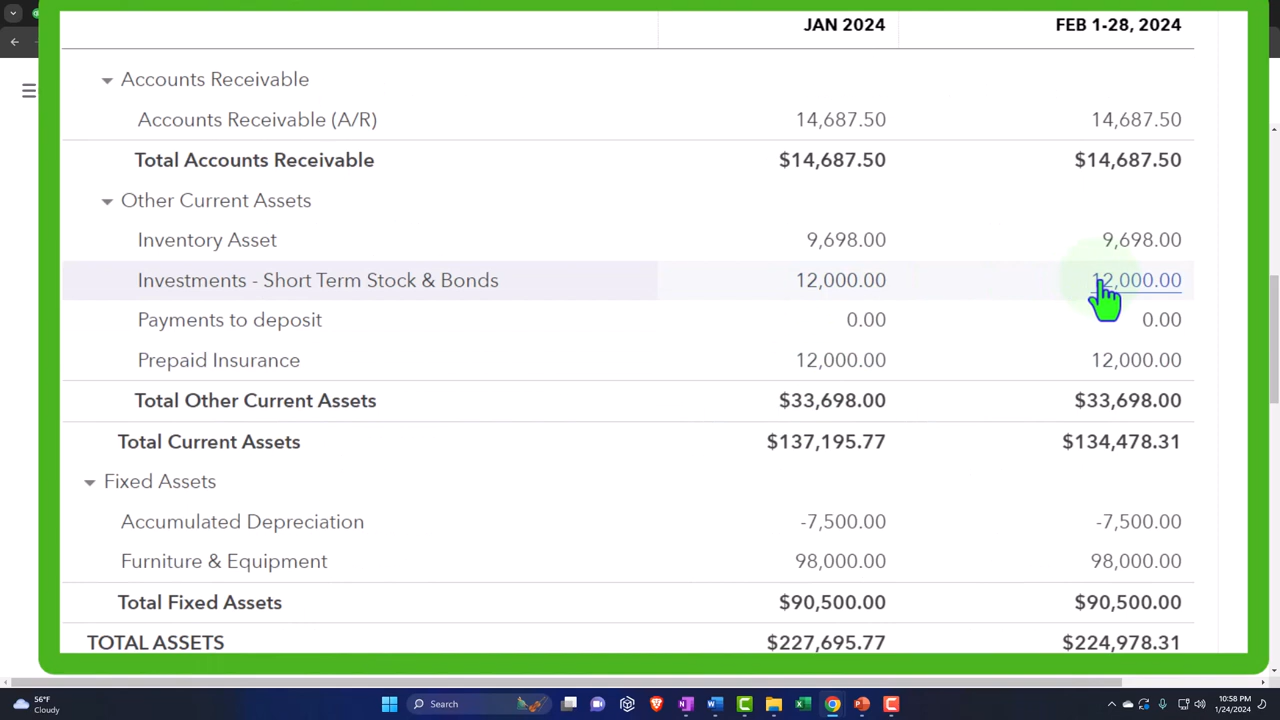 JAN 2024 FEB 1-28, 2024
Accounts Receivable
Accounts Receivable (A/R) 14,687.50 14,687.50
Total Accounts Receivable $14,687.50 $14,687.50
Other Current Assets
Inventory Asset 9,698.00 9,698.00
Investments - Short Term Stock & Bonds 12,000.00 12,000.00
Payments to deposit 0.00 0.00
Prepaid Insurance 12,000.00 12,000.00
Total Other Current Assets $33,698.00 $33,698.00
Total Current Assets $137,195.77 $134,478.31
Fixed Assets
Accumulated Depreciation -7,500.00 -7,500.00
Furniture & Equipment 98,000.00 98,000.00
Total Fixed Assets $90,500.00 $90,500.00
TOTAL ASSETS $227,695.77 $224,978.31
56°F
Cloudy
Search
10:58 PM
1/24/2024